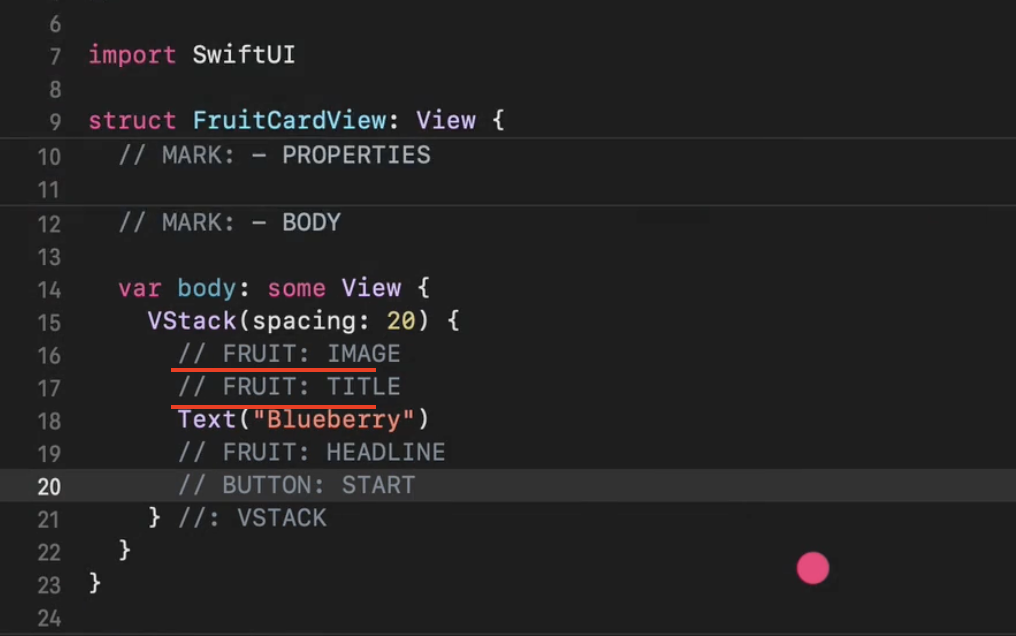 6
7 import SwiftUI
8
9 struct FruitCardView: View {
10 // MARK: - PROPERTIES
11
12 // MARK: - BODY
13
14 var body: some View {
15 VStack(spacing: 20) {
16 // FRUIT: IMAGE
17 // FRUIT: TITLE
18 Text("Blueberry")
19 // FRUIT: HEADLINE
20 // BUTTON: START
21 } //: VSTACK
22 }
23 }
24